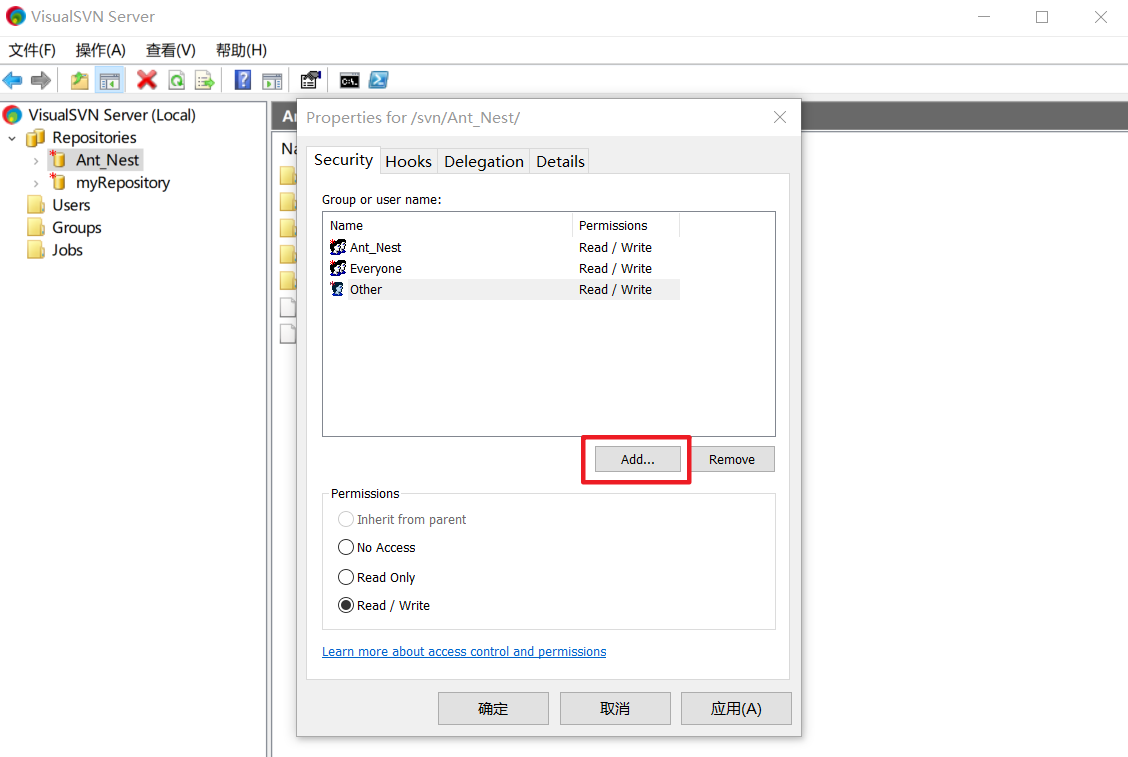 VisualSVN Server
文件(F) 操作(A) 查看(V) 帮助(H)
VisualSVN Server (Local)
Repositories
Ant_Nest
myRepository
Users
Groups
Jobs
Properties for /svn/Ant_Nest/
Security Hooks Delegation Details
Group or user name:
Name Permissions
Ant_Nest Read / Write
Everyone Read / Write
Other Read / Write
Add... Remove
Permissions
Inherit from parent
No Access
Read Only
Read / Write
Learn more about access control and permissions
确定 取消 应用(A)